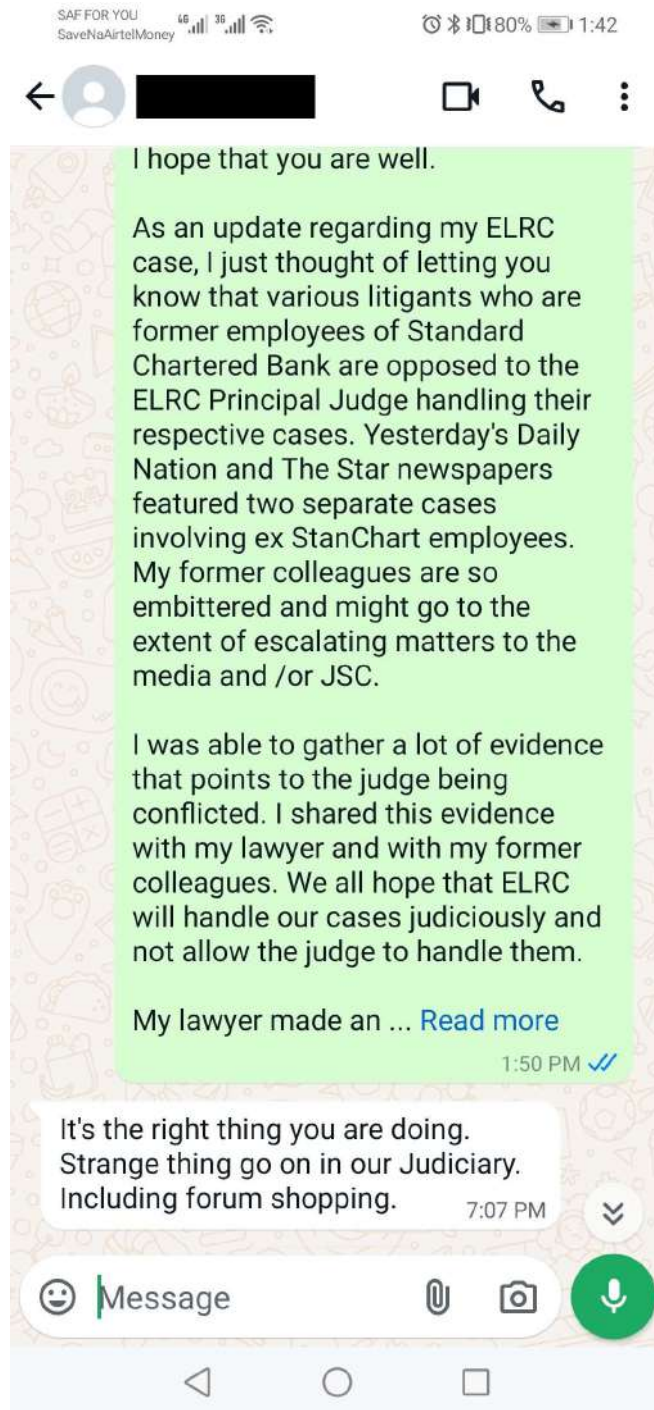 SAF FOR YOU
SaveNaAirtelMoney
4G 3G 80% 1:42
I hope that you are well.
As an update regarding my ELRC
case, I just thought of letting you
know that various litigants who are
former employees of Standard
Chartered Bank are opposed to the
ELRC Principal Judge handling their
respective cases. Yesterday's Daily
Nation and The Star newspapers
featured two separate cases
involving ex StanChart employees.
My former colleagues are so
embittered and might go to the
extent of escalating matters to the
media and /or JSC.
I was able to gather a lot of evidence
that points to the judge being
conflicted. I shared this evidence
with my lawyer and with my former
colleagues. We all hope that ELRC
will handle our cases judiciously and
not allow the judge to handle them.
My lawyer made an ... Read more
1:50 PM
It's the right thing you are doing.
Strange thing go on in our Judiciary.
Including forum shopping.
7:07 PM
Message